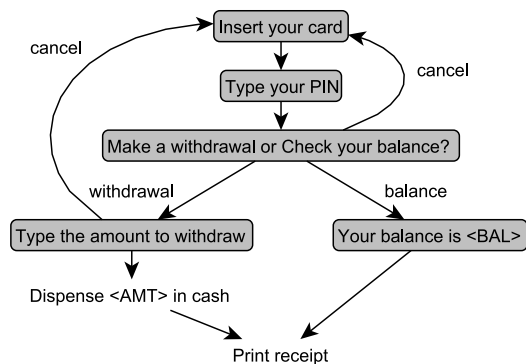 Insert your card
cancel
Type your PIN
cancel
Make a withdrawal or Check your balance?
withdrawal
balance
Type the amount to withdraw
Your balance is <BAL>
Dispense <AMT> in cash
Print receipt